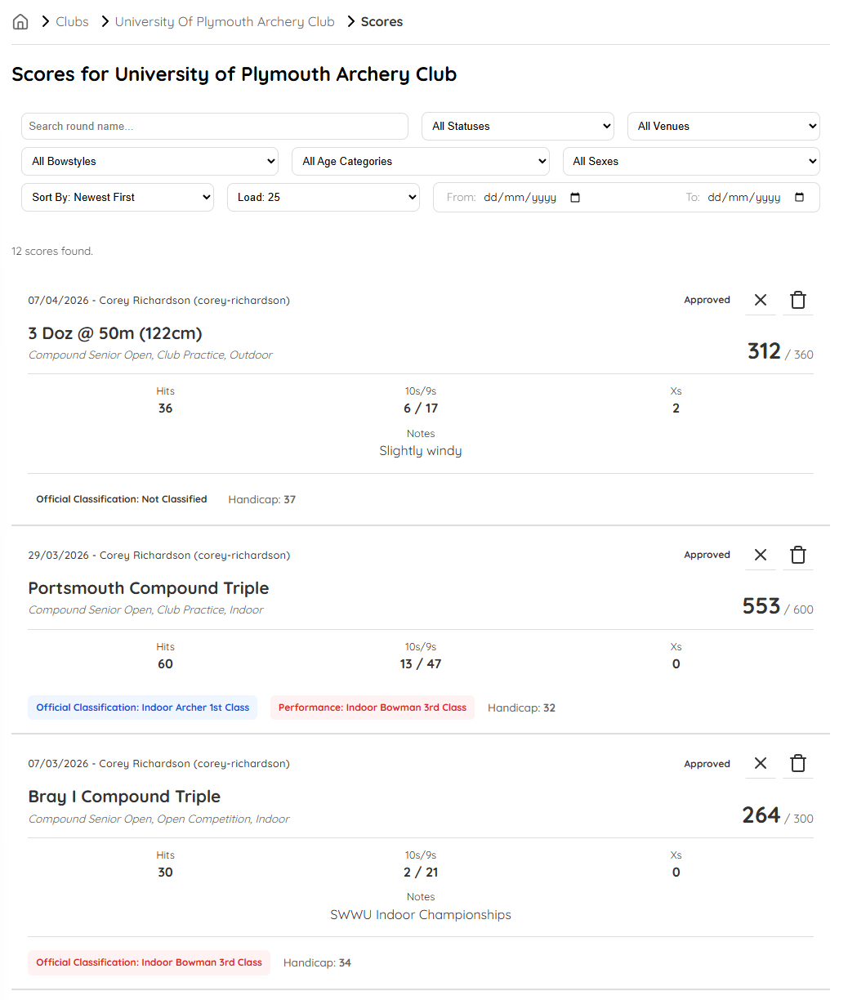 Clubs University Of Plymouth Archery Club Scores
Scores for University of Plymouth Archery Club
Search round name... All Statuses All Venues
All Bowstyles All Age Categories All Sexes
Sort By: Newest First Load: 25 From: dd/mm/yyyy To: dd/mm/yyyy
12 scores found.
07/04/2026 - Corey Richardson (corey-richardson) Approved
3 Doz @ 50m (122cm)
Compound Senior Open, Club Practice, Outdoor 312 / 360
Hits 10s/9s Xs
36 6 / 17 2
Notes
Slightly windy
Official Classification: Not Classified Handicap: 37
29/03/2026 - Corey Richardson (corey-richardson) Approved
Portsmouth Compound Triple
Compound Senior Open, Club Practice, Indoor 553 / 600
Hits 10s/9s Xs
60 13 / 47 0
Official Classification: Indoor Archer 1st Class Performance: Indoor Bowman 3rd Class Handicap: 32
07/03/2026 - Corey Richardson (corey-richardson) Approved
Bray I Compound Triple
Compound Senior Open, Open Competition, Indoor 264 / 300
Hits 10s/9s Xs
30 2 / 21 0
Notes
SWWU Indoor Championships
Official Classification: Indoor Bowman 3rd Class Handicap: 34